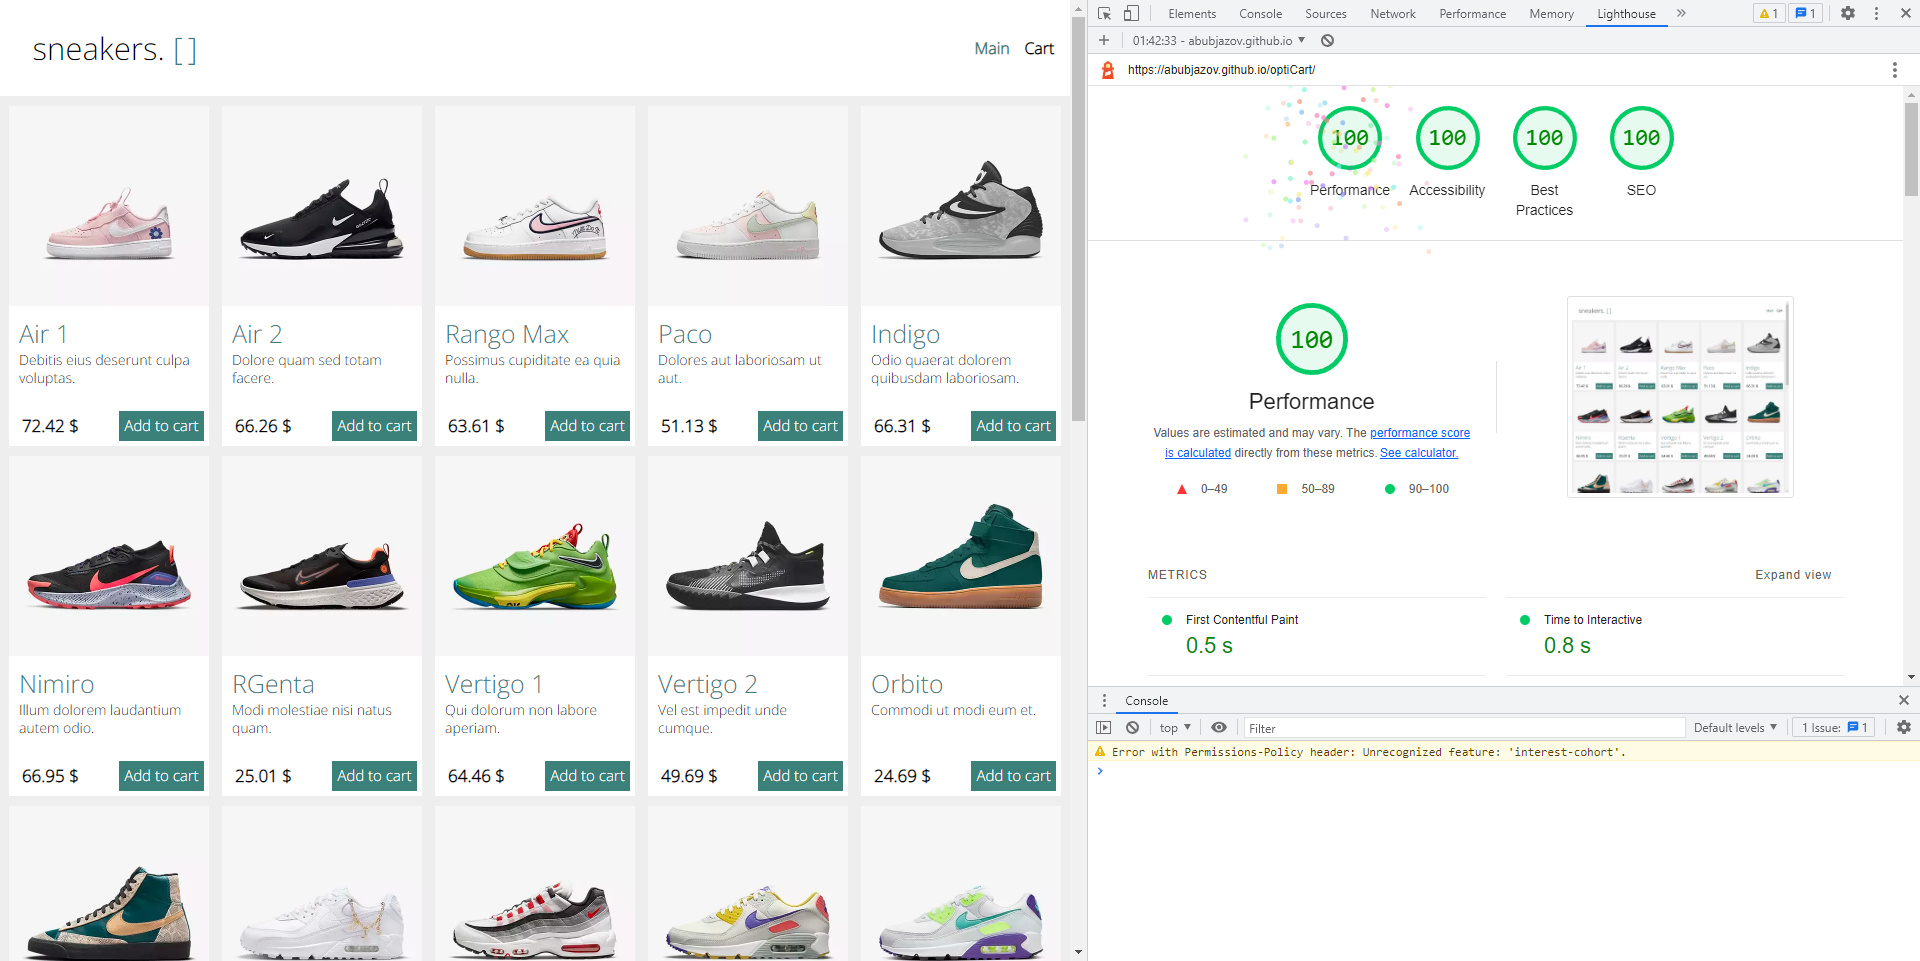 sneakers. [ ]
Main Cart
Air 1
Debitis eius deserunt culpa
voluptas.
72.42 $ Add to cart
Air 2
Dolore quam sed totam
facere.
66.26 $ Add to cart
Rango Max
Possimus cupiditate ea quia
nulla.
63.61 $ Add to cart
Paco
Dolores aut laboriosam ut
aut.
51.13 $ Add to cart
Indigo
Odio quaerat dolorem
quibusdam laboriosam.
66.31 $ Add to cart
Nimiro
Illum dolorem laudantium
autem odio.
66.95 $ Add to cart
RGenta
Modi molestiae nisi natus
quam.
25.01 $ Add to cart
Vertigo 1
Qui dolorum non labore
aperiam.
64.46 $ Add to cart
Vertigo 2
Vel est impedit unde
cumque.
49.69 $ Add to cart
Orbito
Commodi ut modi eum et.
24.69 $ Add to cart
Elements Console Sources Network Performance Memory Lighthouse » 1 1
01:42:33 - abubjazov.github.io
https://abubjazov.github.io/optiCart/
100 100 100 100
Performance Accessibility Best Practices SEO
100
Performance
Values are estimated and may vary. The performance score
is calculated directly from these metrics. See calculator.
0–49 50–89 90–100
METRICS Expand view
First Contentful Paint
0.5 s
Time to Interactive
0.8 s
Console
top Filter Default levels 1 Issue: 1
Error with Permissions-Policy header: Unrecognized feature: 'interest-cohort'.